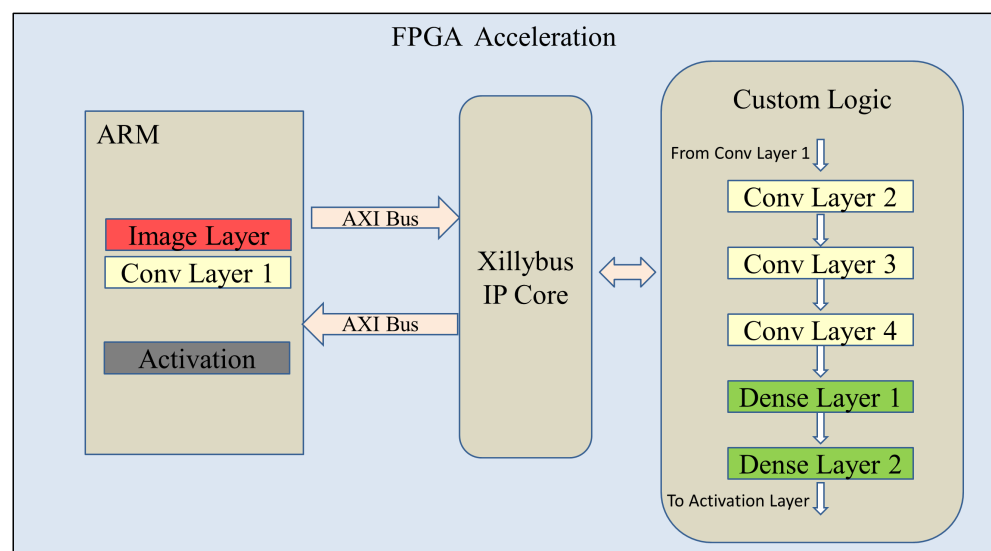 FPGA Acceleration
ARM
Image Layer
Conv Layer 1
Activation
AXI Bus
AXI Bus
Xillybus
IP Core
Custom Logic
From Conv Layer 1
Conv Layer 2
Conv Layer 3
Conv Layer 4
Dense Layer 1
Dense Layer 2
To Activation Layer